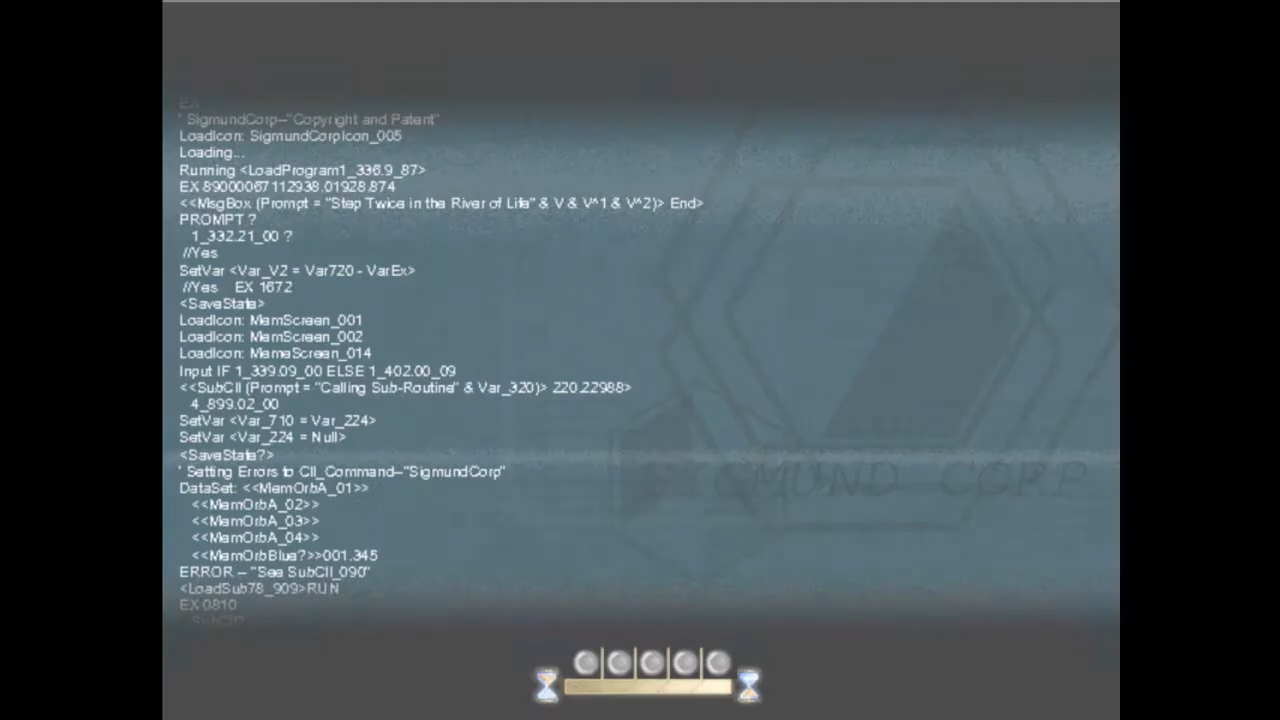 EX
' SigmundCorp--"Copyright and Patent"
LoadIcon: SigmundCorpIcon_005
Loading...
Running <LoadProgram1_336.9_87>
EX 89000067112938.01928.874
<<MsgBox (Prompt = "Step Twice in the River of Life" & V & V^1 & V^2)> End>
PROMPT ?
1_332.21_00 ?
//Yes
SetVar <Var_V2 = Var720 - VarEx>
//Yes EX 1672
<SaveState>
LoadIcon: MemScreen_001
LoadIcon: MemScreen_002
LoadIcon: MemeScreen_014
Input IF 1_339.09_00 ELSE 1_402.00_09
<<SubCll (Prompt = "Calling Sub-Routine" & Var_320)> 220.22988>
4_899.02_00
SetVar <Var_710 = Var_224>
SetVar <Var_224 = Null>
<SaveState?>
' Setting Errors to Cll_Command--"SigmundCorp"
DataSet: <<MemOrbA_01>>
<<MemOrbA_02>>
<<MemOrbA_03>>
<<MemOrbA_04>>
<<MemOrbBlue?>>001.345
ERROR -- "See SubCll_090"
<LoadSub78_909>RUN
EX 0810
SIGMUND CORP